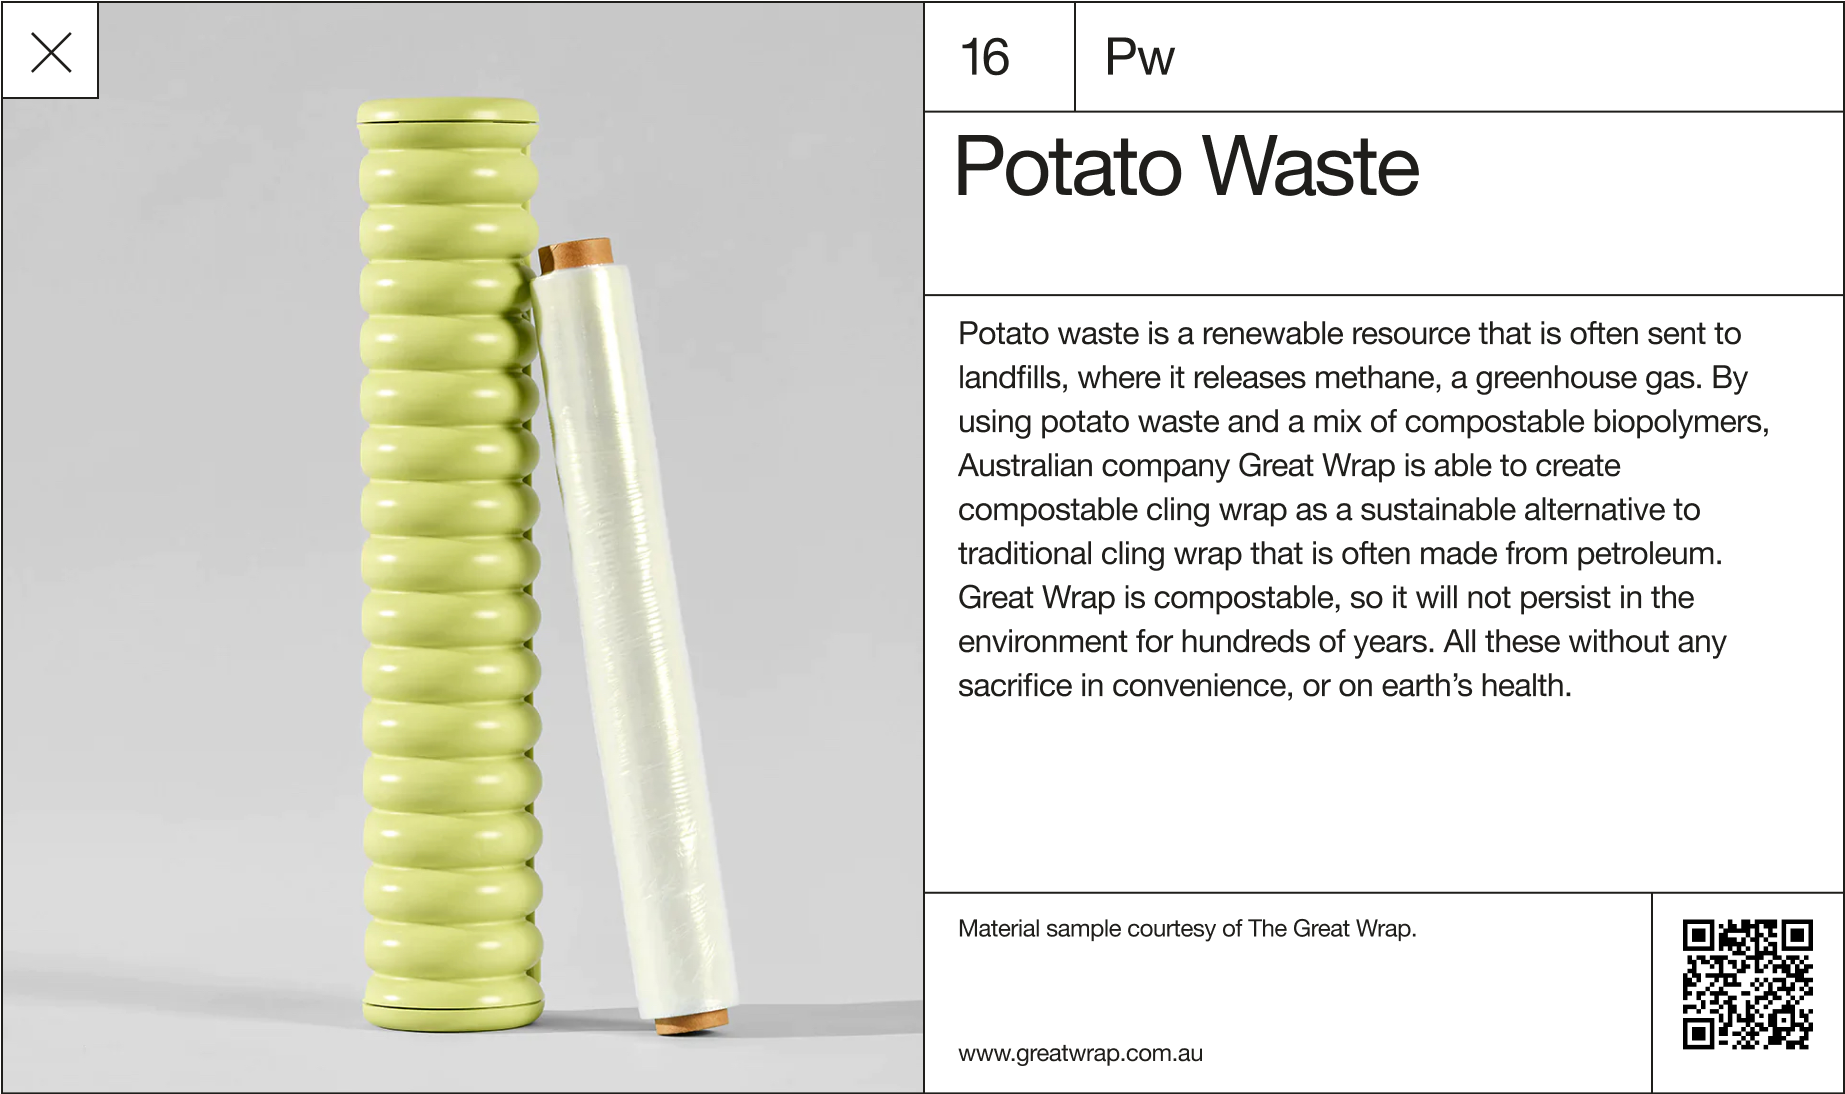 16
Pw
Potato Waste
Potato waste is a renewable resource that is often sent to
landfills, where it releases methane, a greenhouse gas. By
using potato waste and a mix of compostable biopolymers,
Australian company Great Wrap is able to create
compostable cling wrap as a sustainable alternative to
traditional cling wrap that is often made from petroleum.
Great Wrap is compostable, so it will not persist in the
environment for hundreds of years. All these without any
sacrifice in convenience, or on earth’s health.
Material sample courtesy of The Great Wrap.
www.greatwrap.com.au